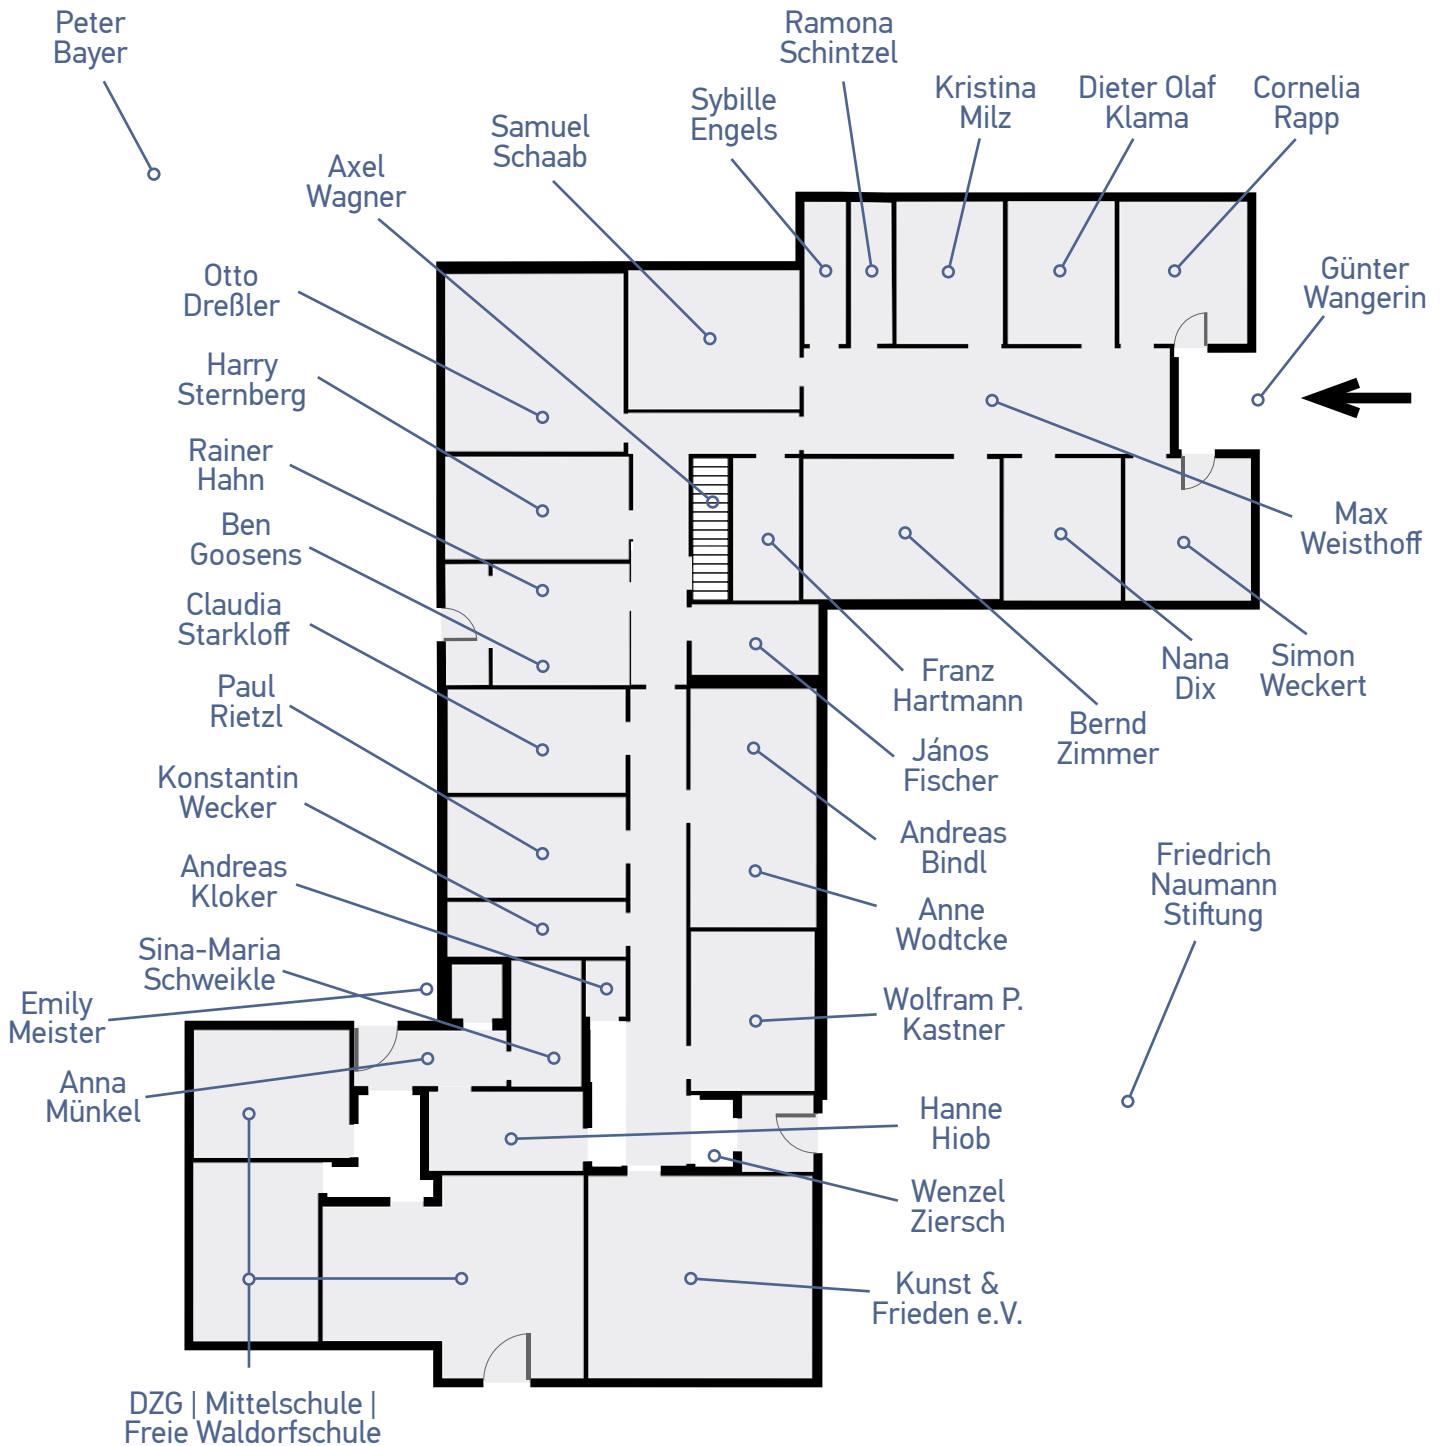 Peter
Bayer
Ramona
Schintzel
Sybille
Engels
Kristina
Milz
Dieter Olaf
Klama
Cornelia
Rapp
Samuel
Schaab
Axel
Wagner
Otto
Dreßler
Günter
Wangerin
Harry
Sternberg
Rainer
Hahn
Ben
Goosens
Max
Weisthoff
Claudia
Starkloff
Franz
Hartmann
Nana
Dix
Simon
Weckert
Paul
Rietzl
Bernd
Zimmer
János
Fischer
Konstantin
Wecker
Andreas
Bindl
Andreas
Kloker
Friedrich
Naumann
Stiftung
Anne
Wodtcke
Sina-Maria
Schweikle
Emily
Meister
Wolfram P.
Kastner
Anna
Münkel
Hanne
Hiob
Wenzel
Ziersch
Kunst &
Frieden e.V.
DZG | Mittelschule |
Freie Waldorfschule